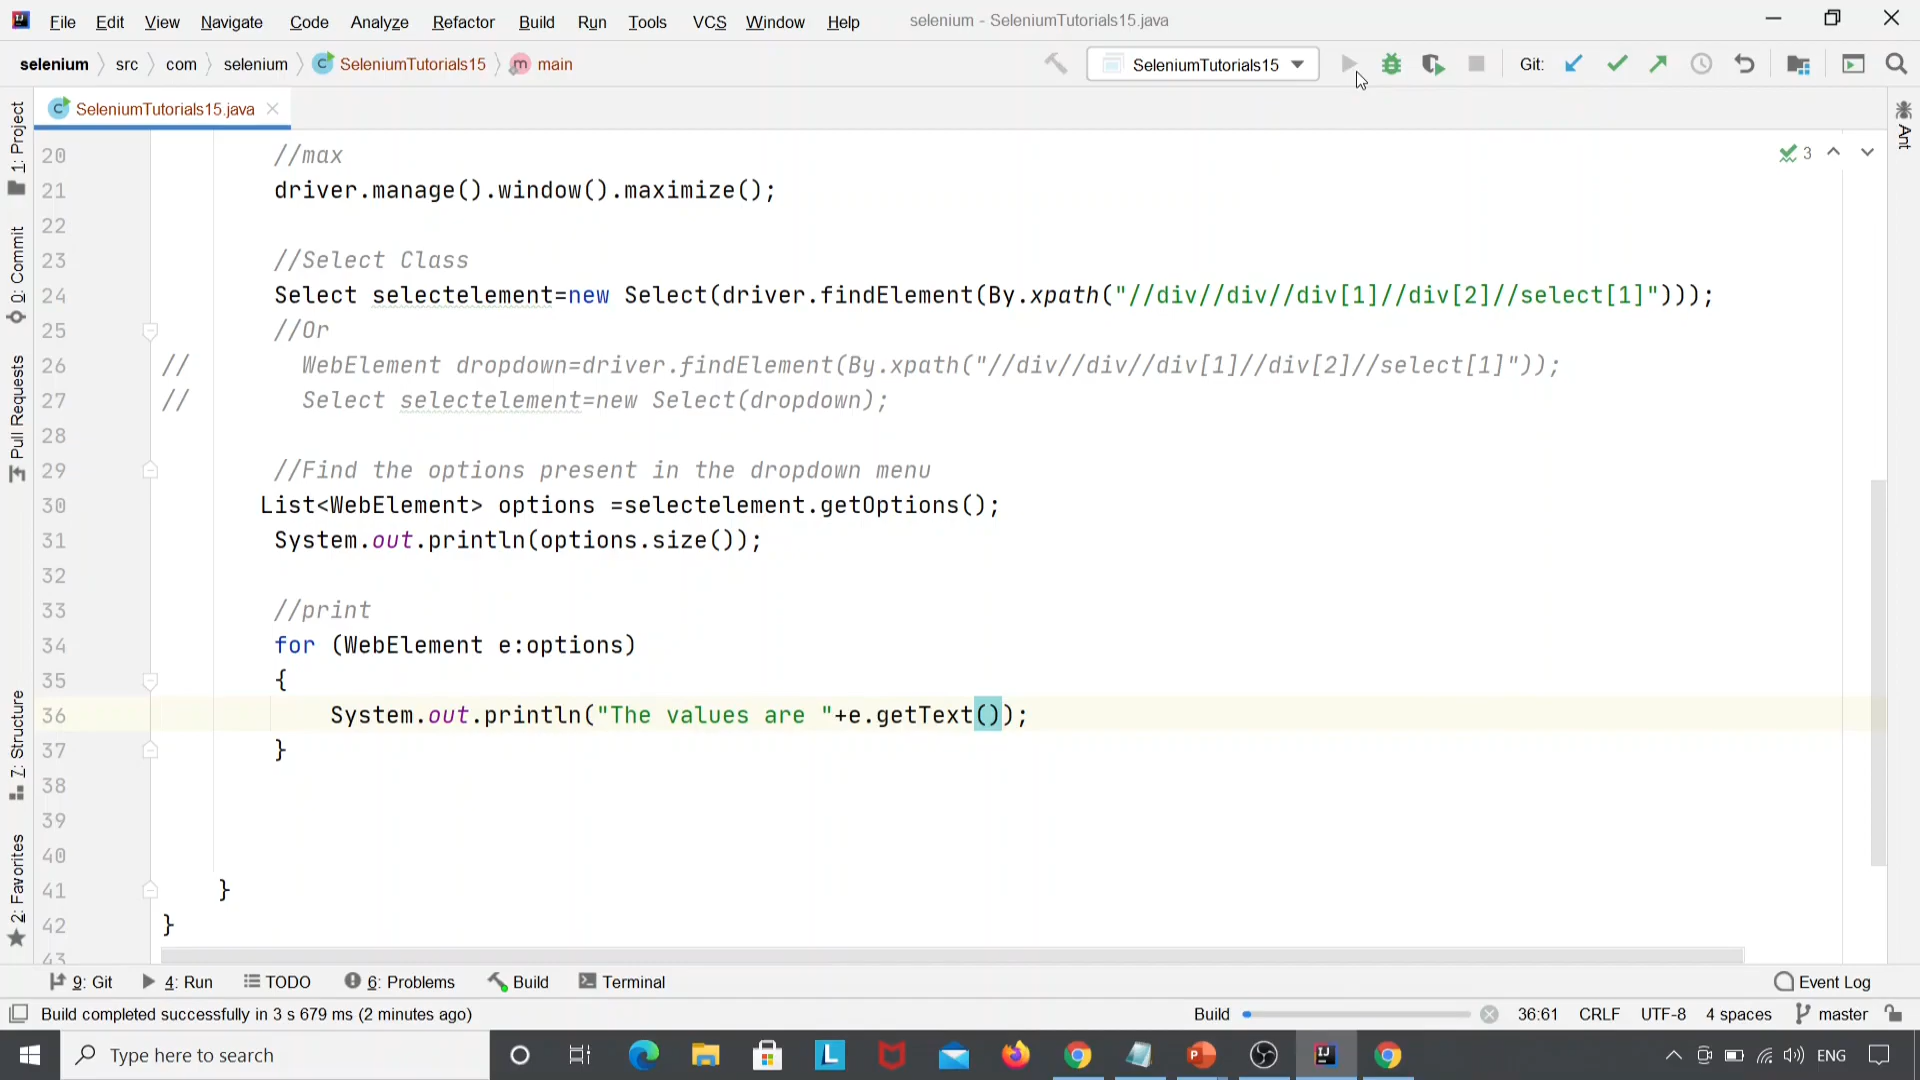 File Edit View Navigate Code Analyze Refactor Build Run Tools VCS Window Help selenium - SeleniumTutorials15.java
selenium src com selenium SeleniumTutorials15 main SeleniumTutorials15 Git:
SeleniumTutorials15.java
1: Project
0: Commit
Pull Requests
7: Structure
2: Favorites
Ant
3
20 //max
21 driver.manage().window().maximize();
22
23 //Select Class
24 Select selectelement=new Select(driver.findElement(By.xpath("//div//div//div[1]//div[2]//select[1]")));
25 //Or
26 // WebElement dropdown=driver.findElement(By.xpath("//div//div//div[1]//div[2]//select[1]"));
27 // Select selectelement=new Select(dropdown);
28
29 //Find the options present in the dropdown menu
30 List<WebElement> options =selectelement.getOptions();
31 System.out.println(options.size());
32
33 //print
34 for (WebElement e:options)
35 {
36 System.out.println("The values are "+e.getText());
37 }
38
39
40
41 }
42 }
43
9: Git 4: Run TODO 6: Problems Build Terminal Event Log
Build completed successfully in 3 s 679 ms (2 minutes ago) Build 36:61 CRLF UTF-8 4 spaces master
Type here to search ENG